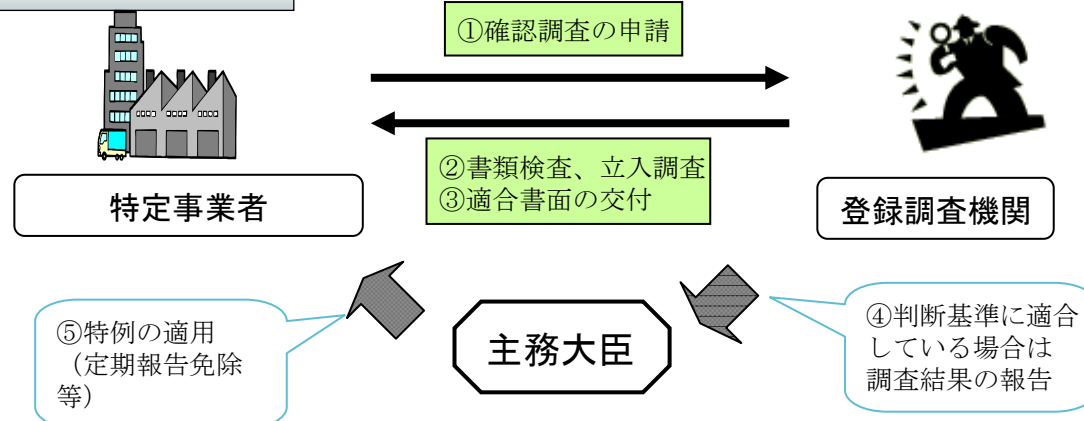 ①確認調査の申請
②書類検査、立入調査
③適合書面の交付
特定事業者
登録調査機関
⑤特例の適用
（定期報告免除
等）
主務大臣
④判断基準に適合
している場合は
調査結果の報告